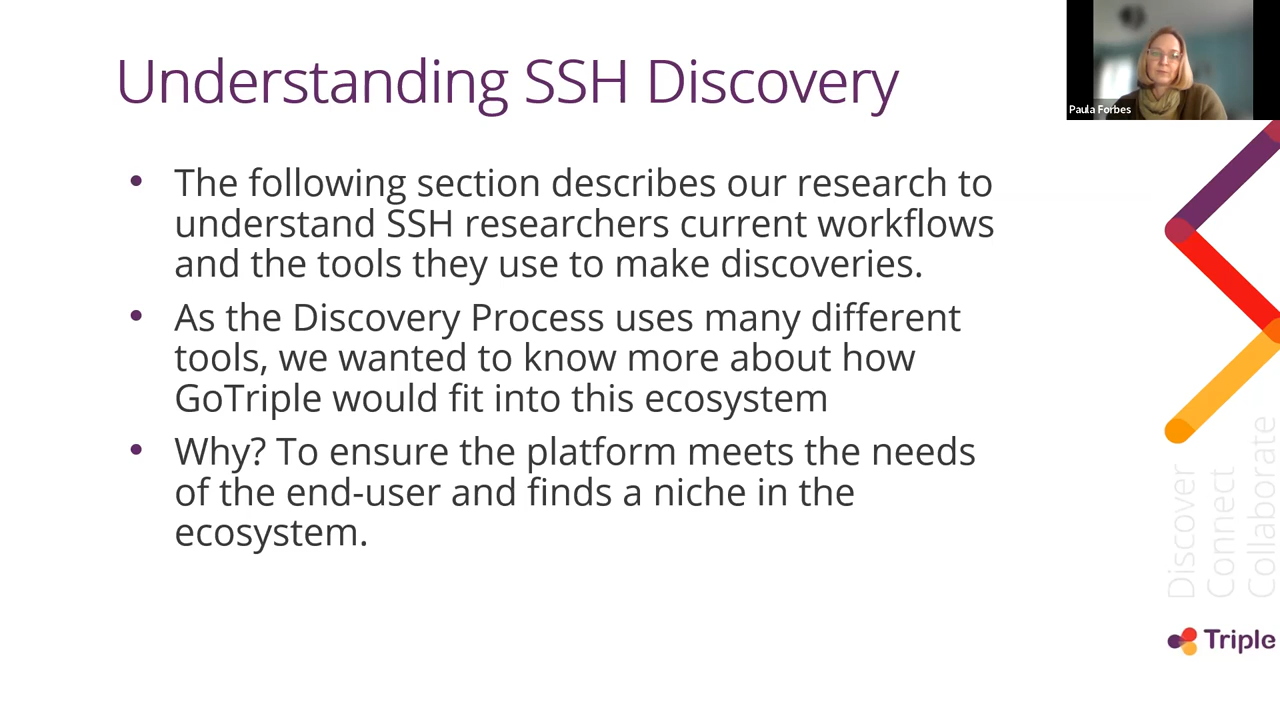 Understanding SSH Discovery
Paula Forbes
• The following section describes our research to
understand SSH researchers current workflows
and the tools they use to make discoveries.
• As the Discovery Process uses many different
tools, we wanted to know more about how
GoTriple would fit into this ecosystem
• Why? To ensure the platform meets the needs
of the end-user and finds a niche in the
ecosystem.
Discover
Connect
Collaborate
Triple